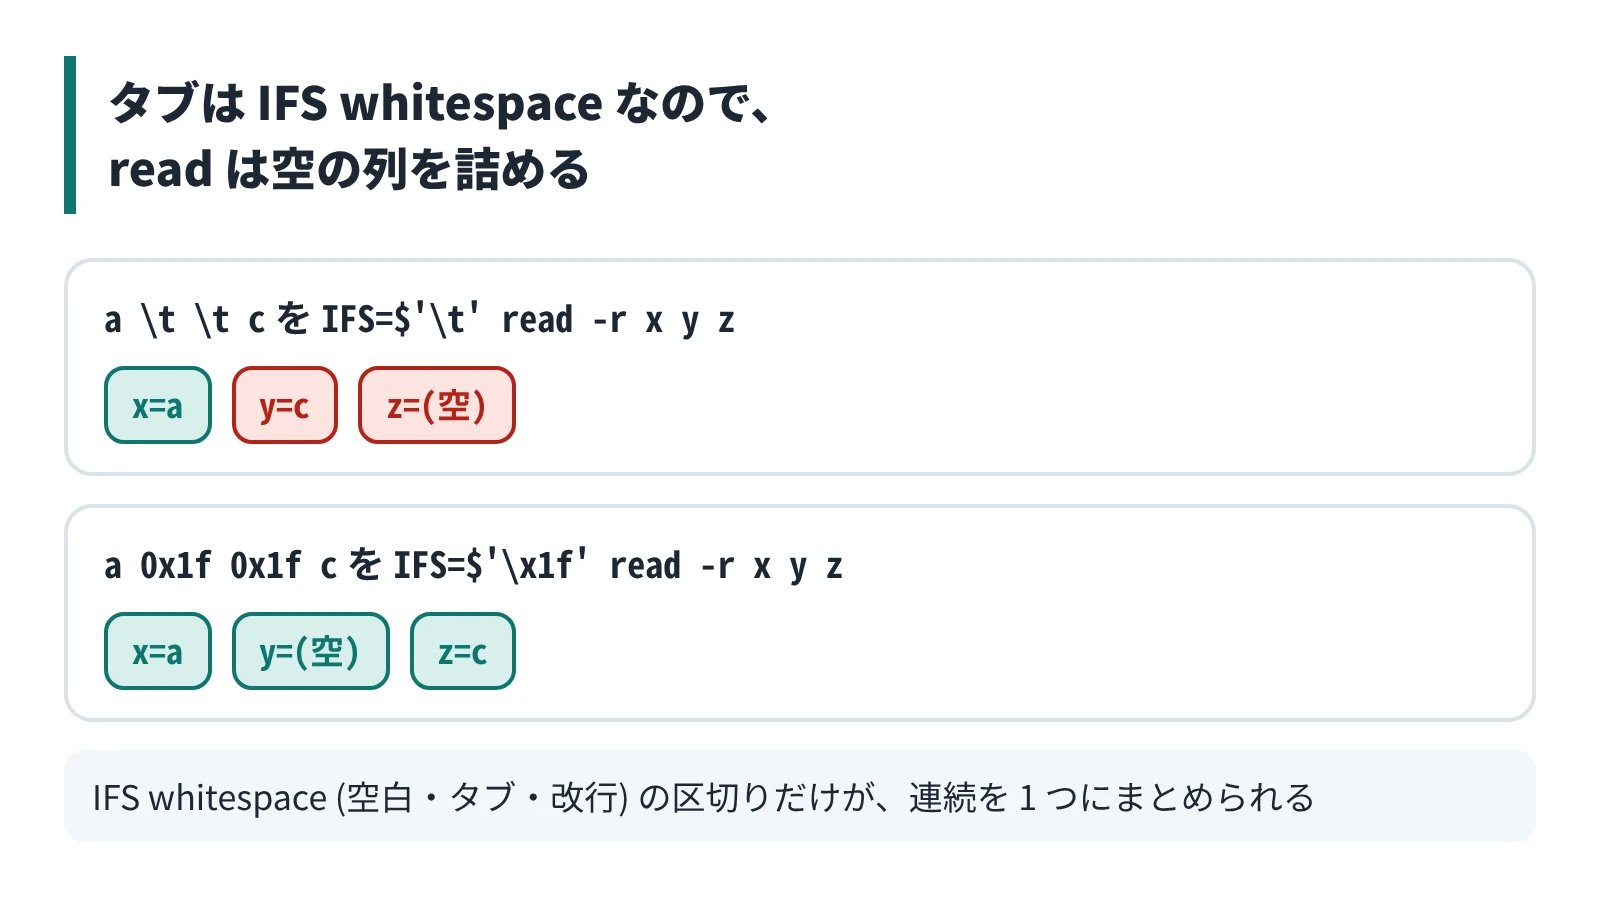 タブは IFS whitespace なので、
read は空の列を詰める
a \t \t c を IFS=$'\t' read -r x y z
x=a y=c z=(空)
a 0x1f 0x1f c を IFS=$'\x1f' read -r x y z
x=a y=(空) z=c
IFS whitespace (空白・タブ・改行) の区切りだけが、連続を 1 つにまとめられる